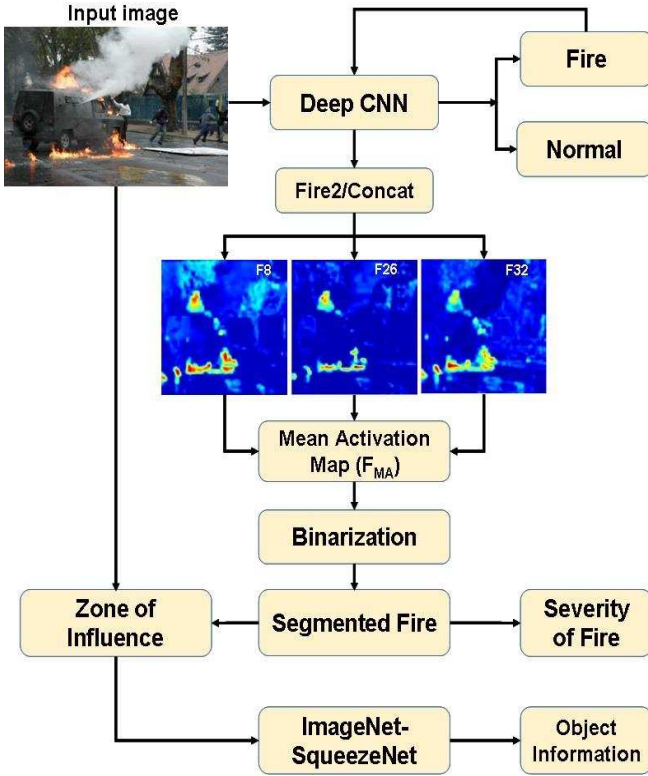 Input image
Deep CNN
Fire
Normal
Fire2/Concat
F8
F26
F32
Mean Activation
Map (FMA)
Binarization
Zone of
Influence
Segmented Fire
Severity
of Fire
ImageNet-
SqueezeNet
Object
Information